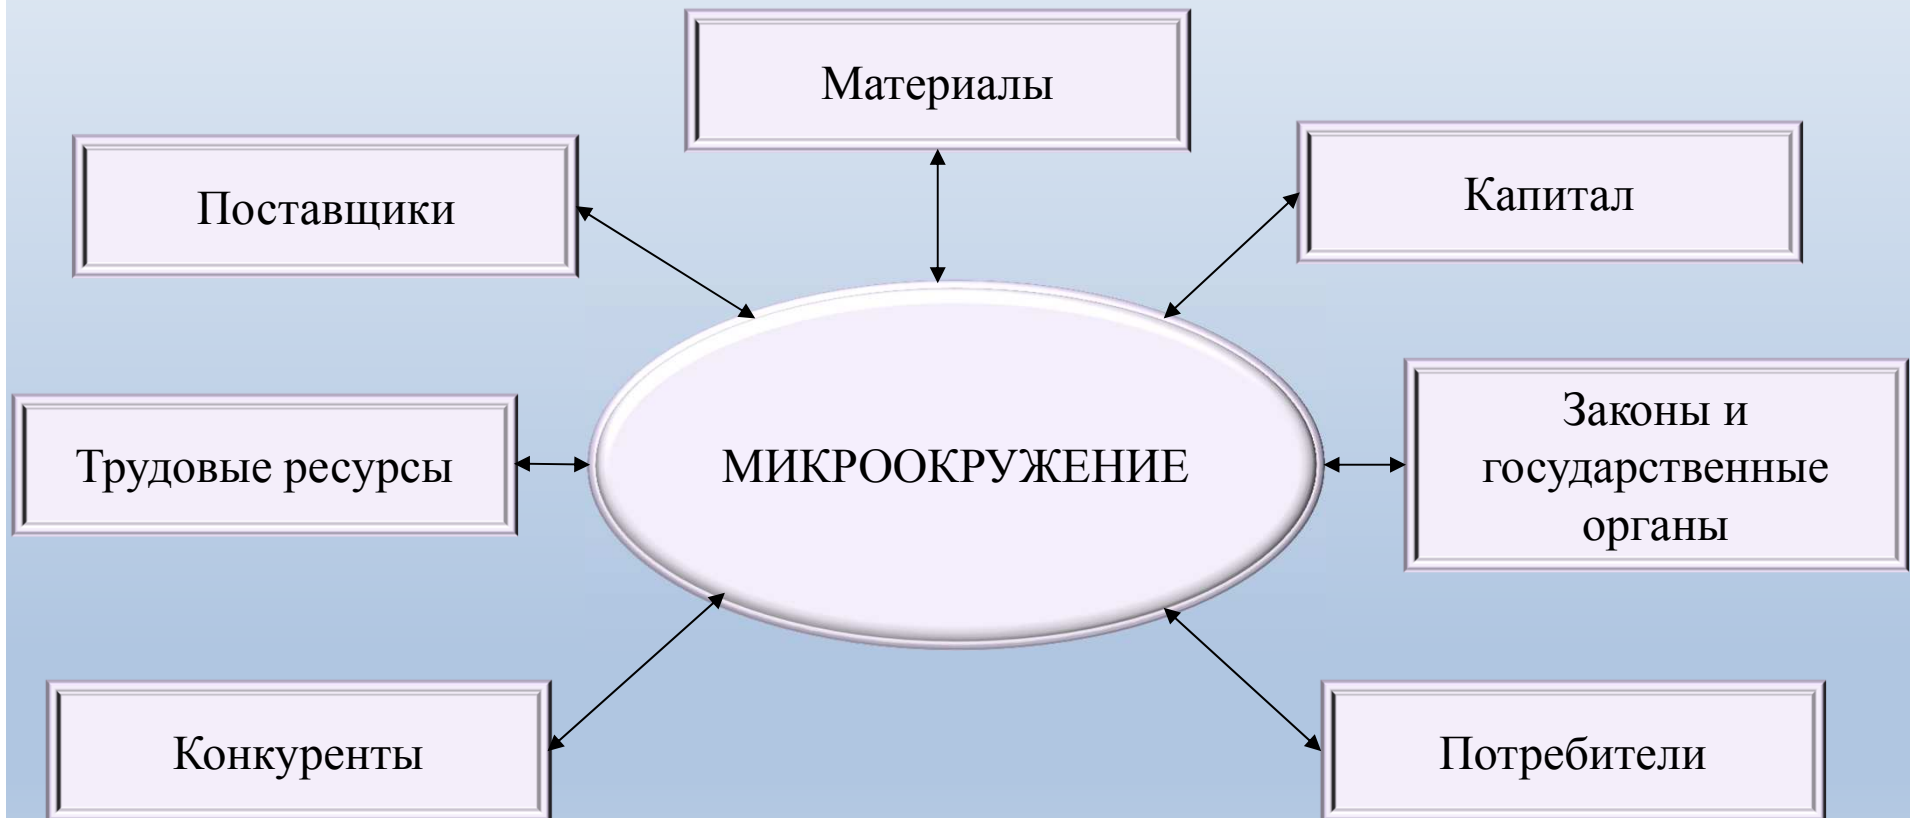 Материалы
Поставщики
Капитал
Трудовые ресурсы
МИКРООКРУЖЕНИЕ
Законы и
государственные
органы
Конкуренты
Потребители